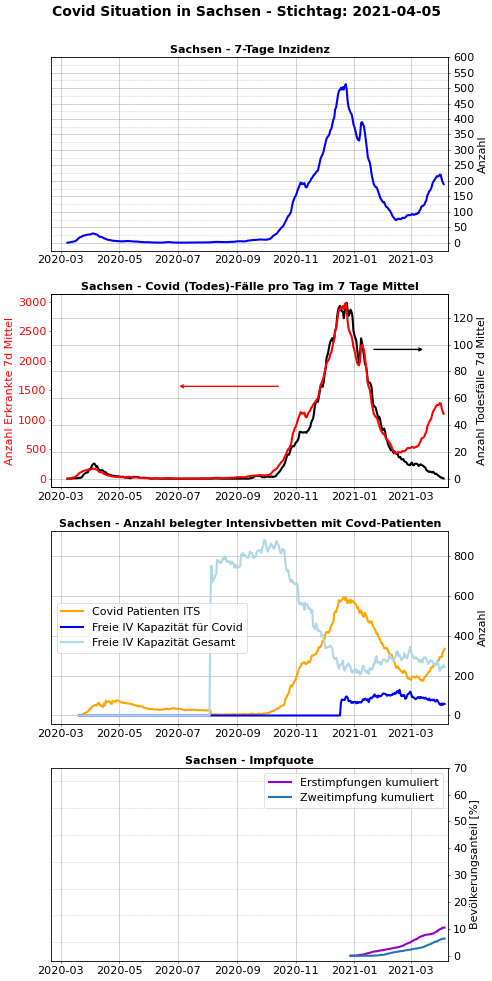 Covid Situation in Sachsen - Stichtag: 2021-04-05
Sachsen - 7-Tage Inzidenz
600
550
500
450
400
350
300
250
200
150
100
50
0
Anzahl
2020-03 2020-05 2020-07 2020-09 2020-11 2021-01 2021-03
Sachsen - Covid (Todes)-Fälle pro Tag im 7 Tage Mittel
Anzahl Erkrankte 7d Mittel
3000
2500
2000
1500
1000
500
0
120
100
80
60
40
20
0
Anzahl Todesfälle 7d Mittel
2020-03 2020-05 2020-07 2020-09 2020-11 2021-01 2021-03
Sachsen - Anzahl belegter Intensivbetten mit Covd-Patienten
Covid Patienten ITS
Freie IV Kapazität für Covid
Freie IV Kapazität Gesamt
800
600
400
200
0
Anzahl
2020-03 2020-05 2020-07 2020-09 2020-11 2021-01 2021-03
Sachsen - Impfquote
Erstimpfungen kumuliert
Zweitimpfung kumuliert
70
60
50
40
30
20
10
0
Bevölkerungsanteil [%]
2020-03 2020-05 2020-07 2020-09 2020-11 2021-01 2021-03